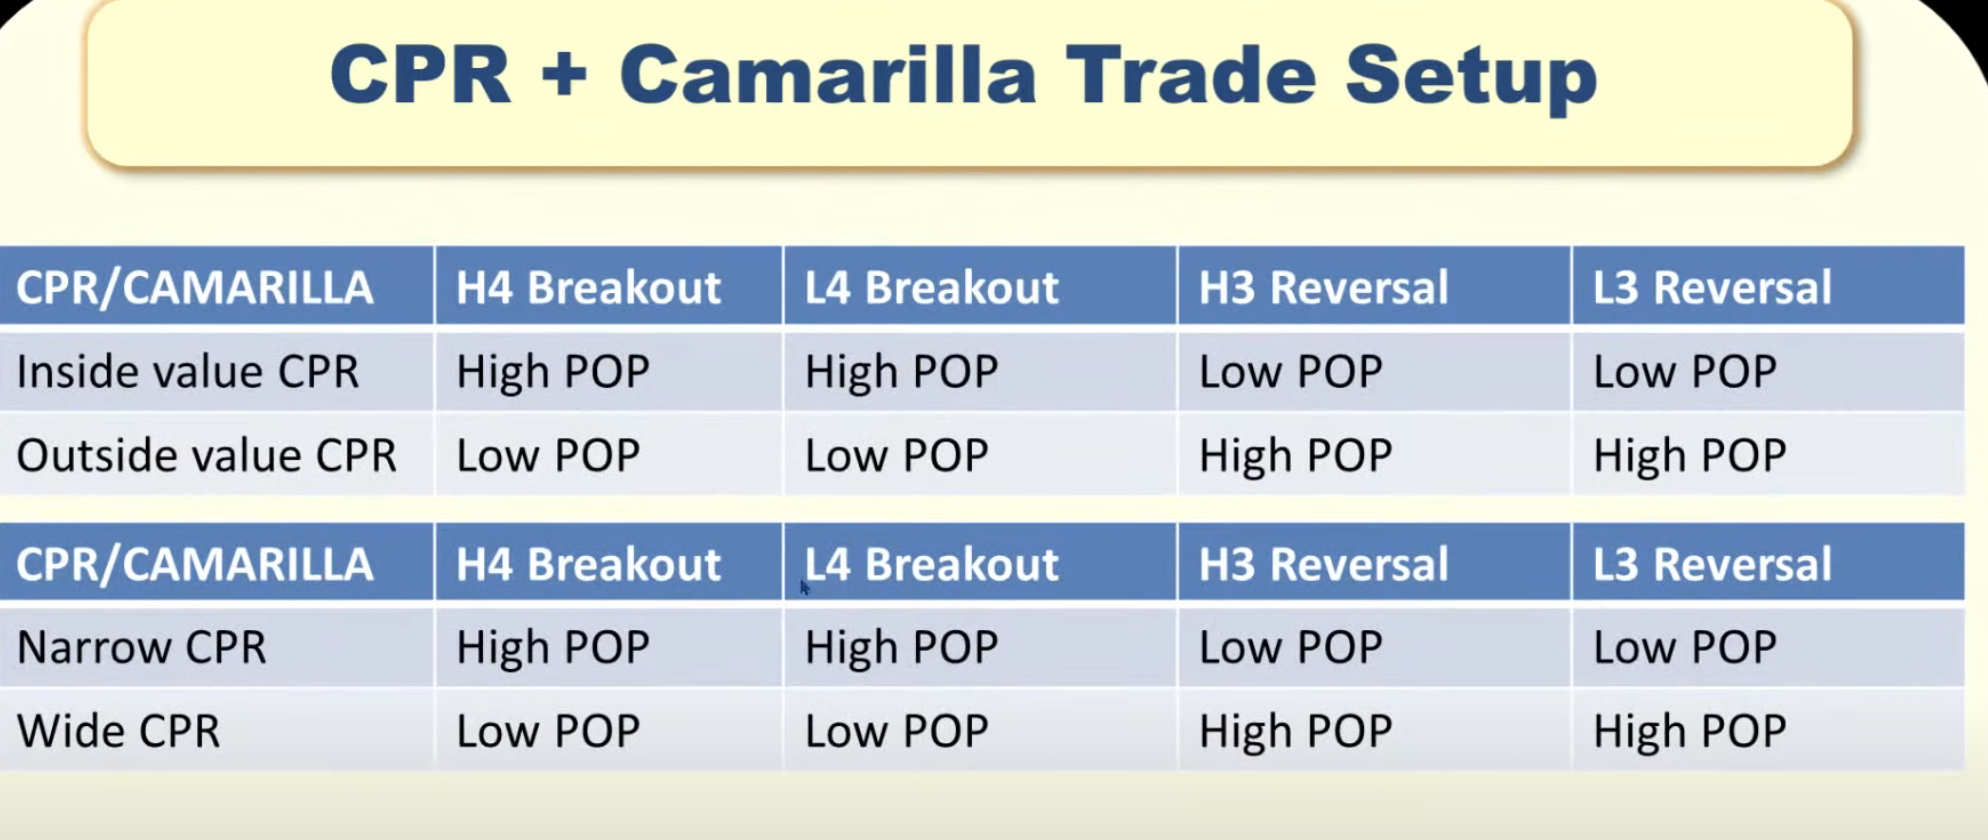 CPR + Camarilla Trade Setup
CPR/CAMARILLA H4 Breakout L4 Breakout H3 Reversal L3 Reversal
Inside value CPR High POP High POP Low POP Low POP
Outside value CPR Low POP Low POP High POP High POP
CPR/CAMARILLA H4 Breakout L4 Breakout H3 Reversal L3 Reversal
Narrow CPR High POP High POP Low POP Low POP
Wide CPR Low POP Low POP High POP High POP